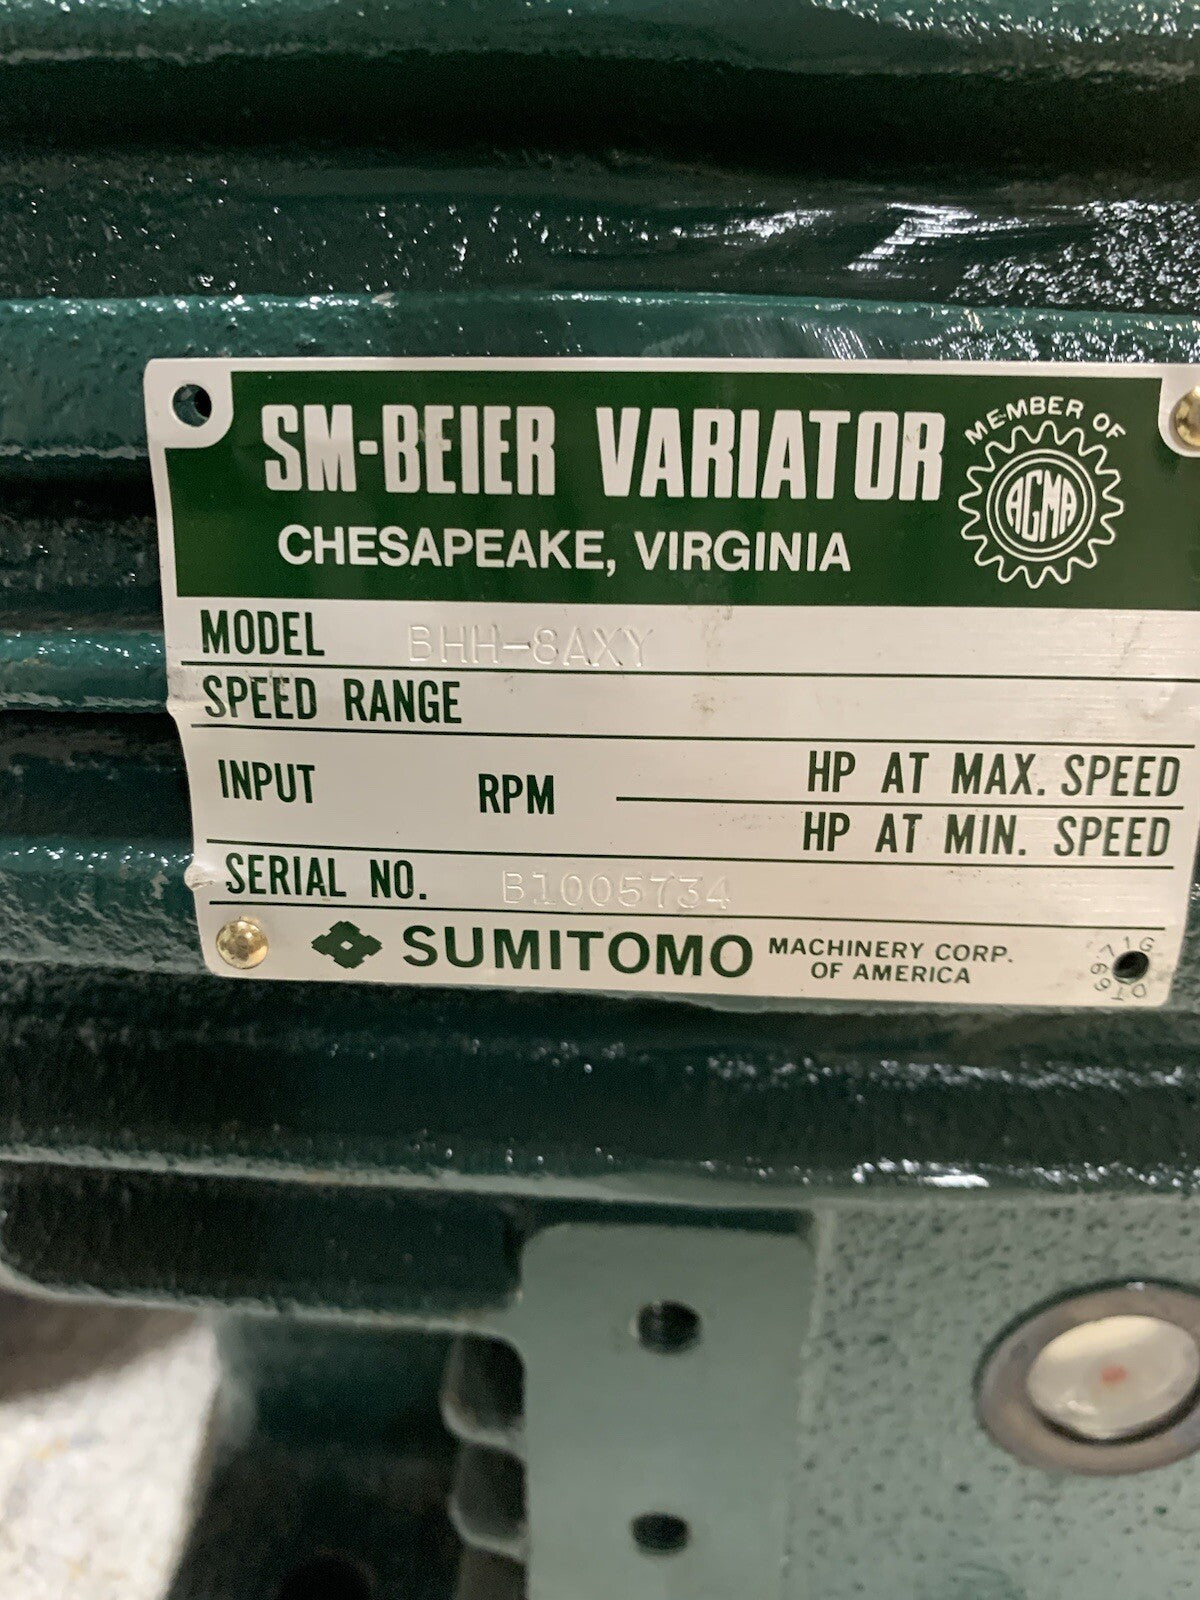 SM-BEIER VARIATOR
MEMBER OF
AGMA
CHESAPEAKE, VIRGINIA
MODEL BHH-8AXY
SPEED RANGE
INPUT RPM HP AT MAX. SPEED
HP AT MIN. SPEED
SERIAL NO. B1005734
SUMITOMO MACHINERY CORP.
OF AMERICA